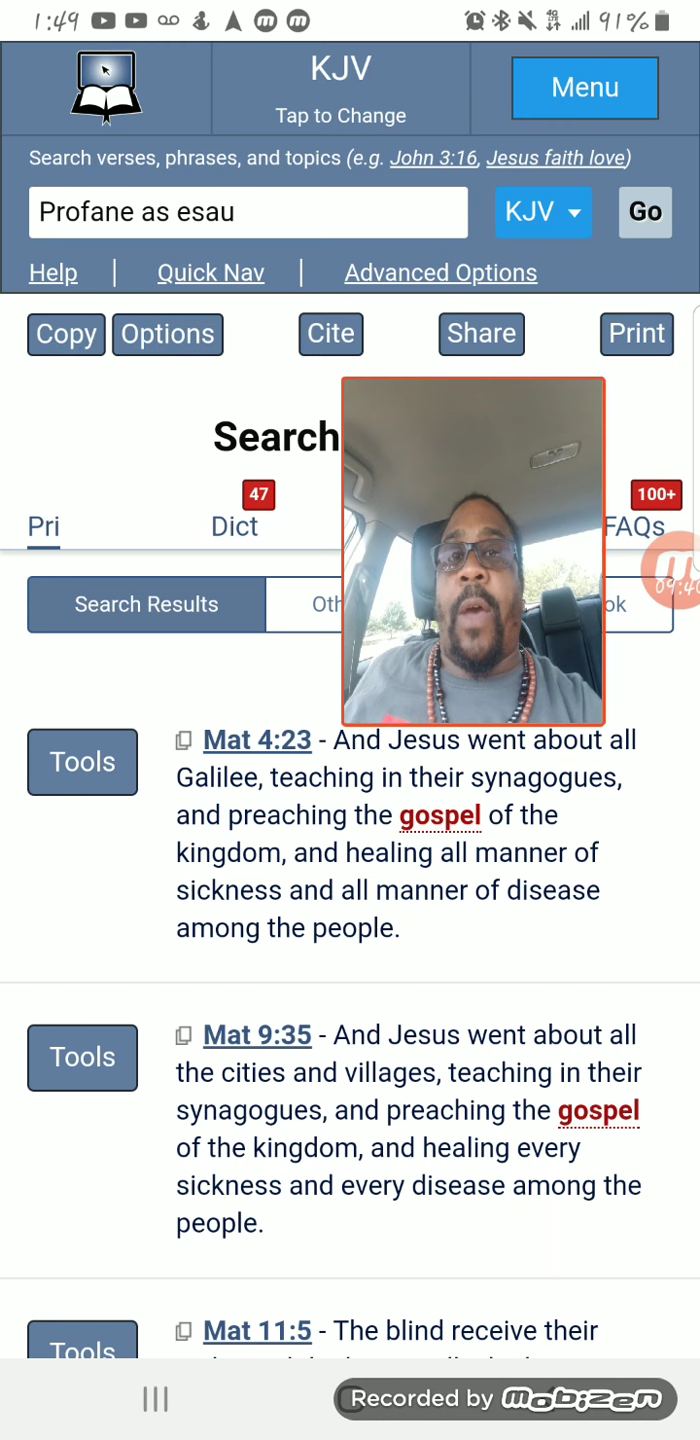 1:49
91%
KJV
Tap to Change
Menu
Search verses, phrases, and topics (e.g. John 3:16, Jesus faith love)
Profane as esau
KJV
Go
Help | Quick Nav | Advanced Options
Copy Options Cite Share Print
Search
47
100+
Pri Dict FAQs
Search Results Oth ok
Tools
Mat 4:23 - And Jesus went about all
Galilee, teaching in their synagogues,
and preaching the gospel of the
kingdom, and healing all manner of
sickness and all manner of disease
among the people.
Tools
Mat 9:35 - And Jesus went about all
the cities and villages, teaching in their
synagogues, and preaching the gospel
of the kingdom, and healing every
sickness and every disease among the
people.
Tools
Mat 11:5 - The blind receive their
Recorded by mobizen